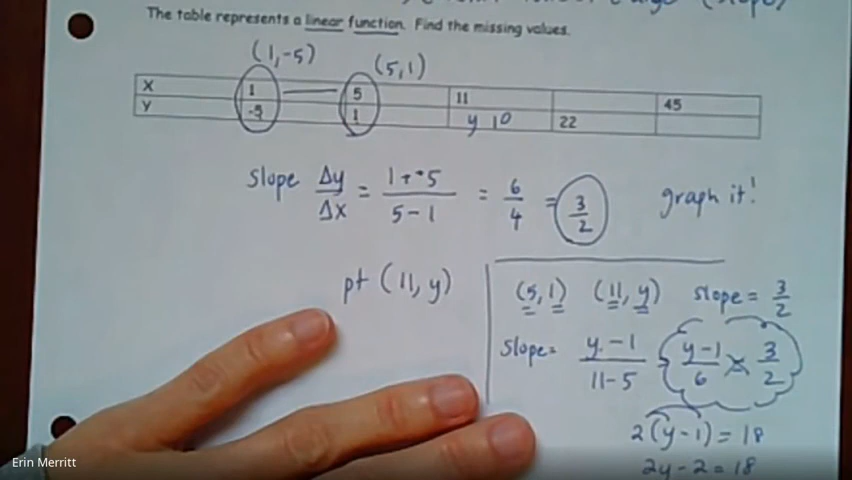 (slope)
The table represents a linear function. Find the missing values.
(1,-5) (5,1)
X 1 5 11 45
Y -5 1 y 10 22
slope Δy/Δx = 1+-5/5-1 = 6/4 = 3/2 graph it!
pt (11, y)
(5,1) (11, y) slope = 3/2
slope= y-1/11-5 = y-1/6 = 3/2
2(y-1) = 18
2y-2=18
Erin Merritt